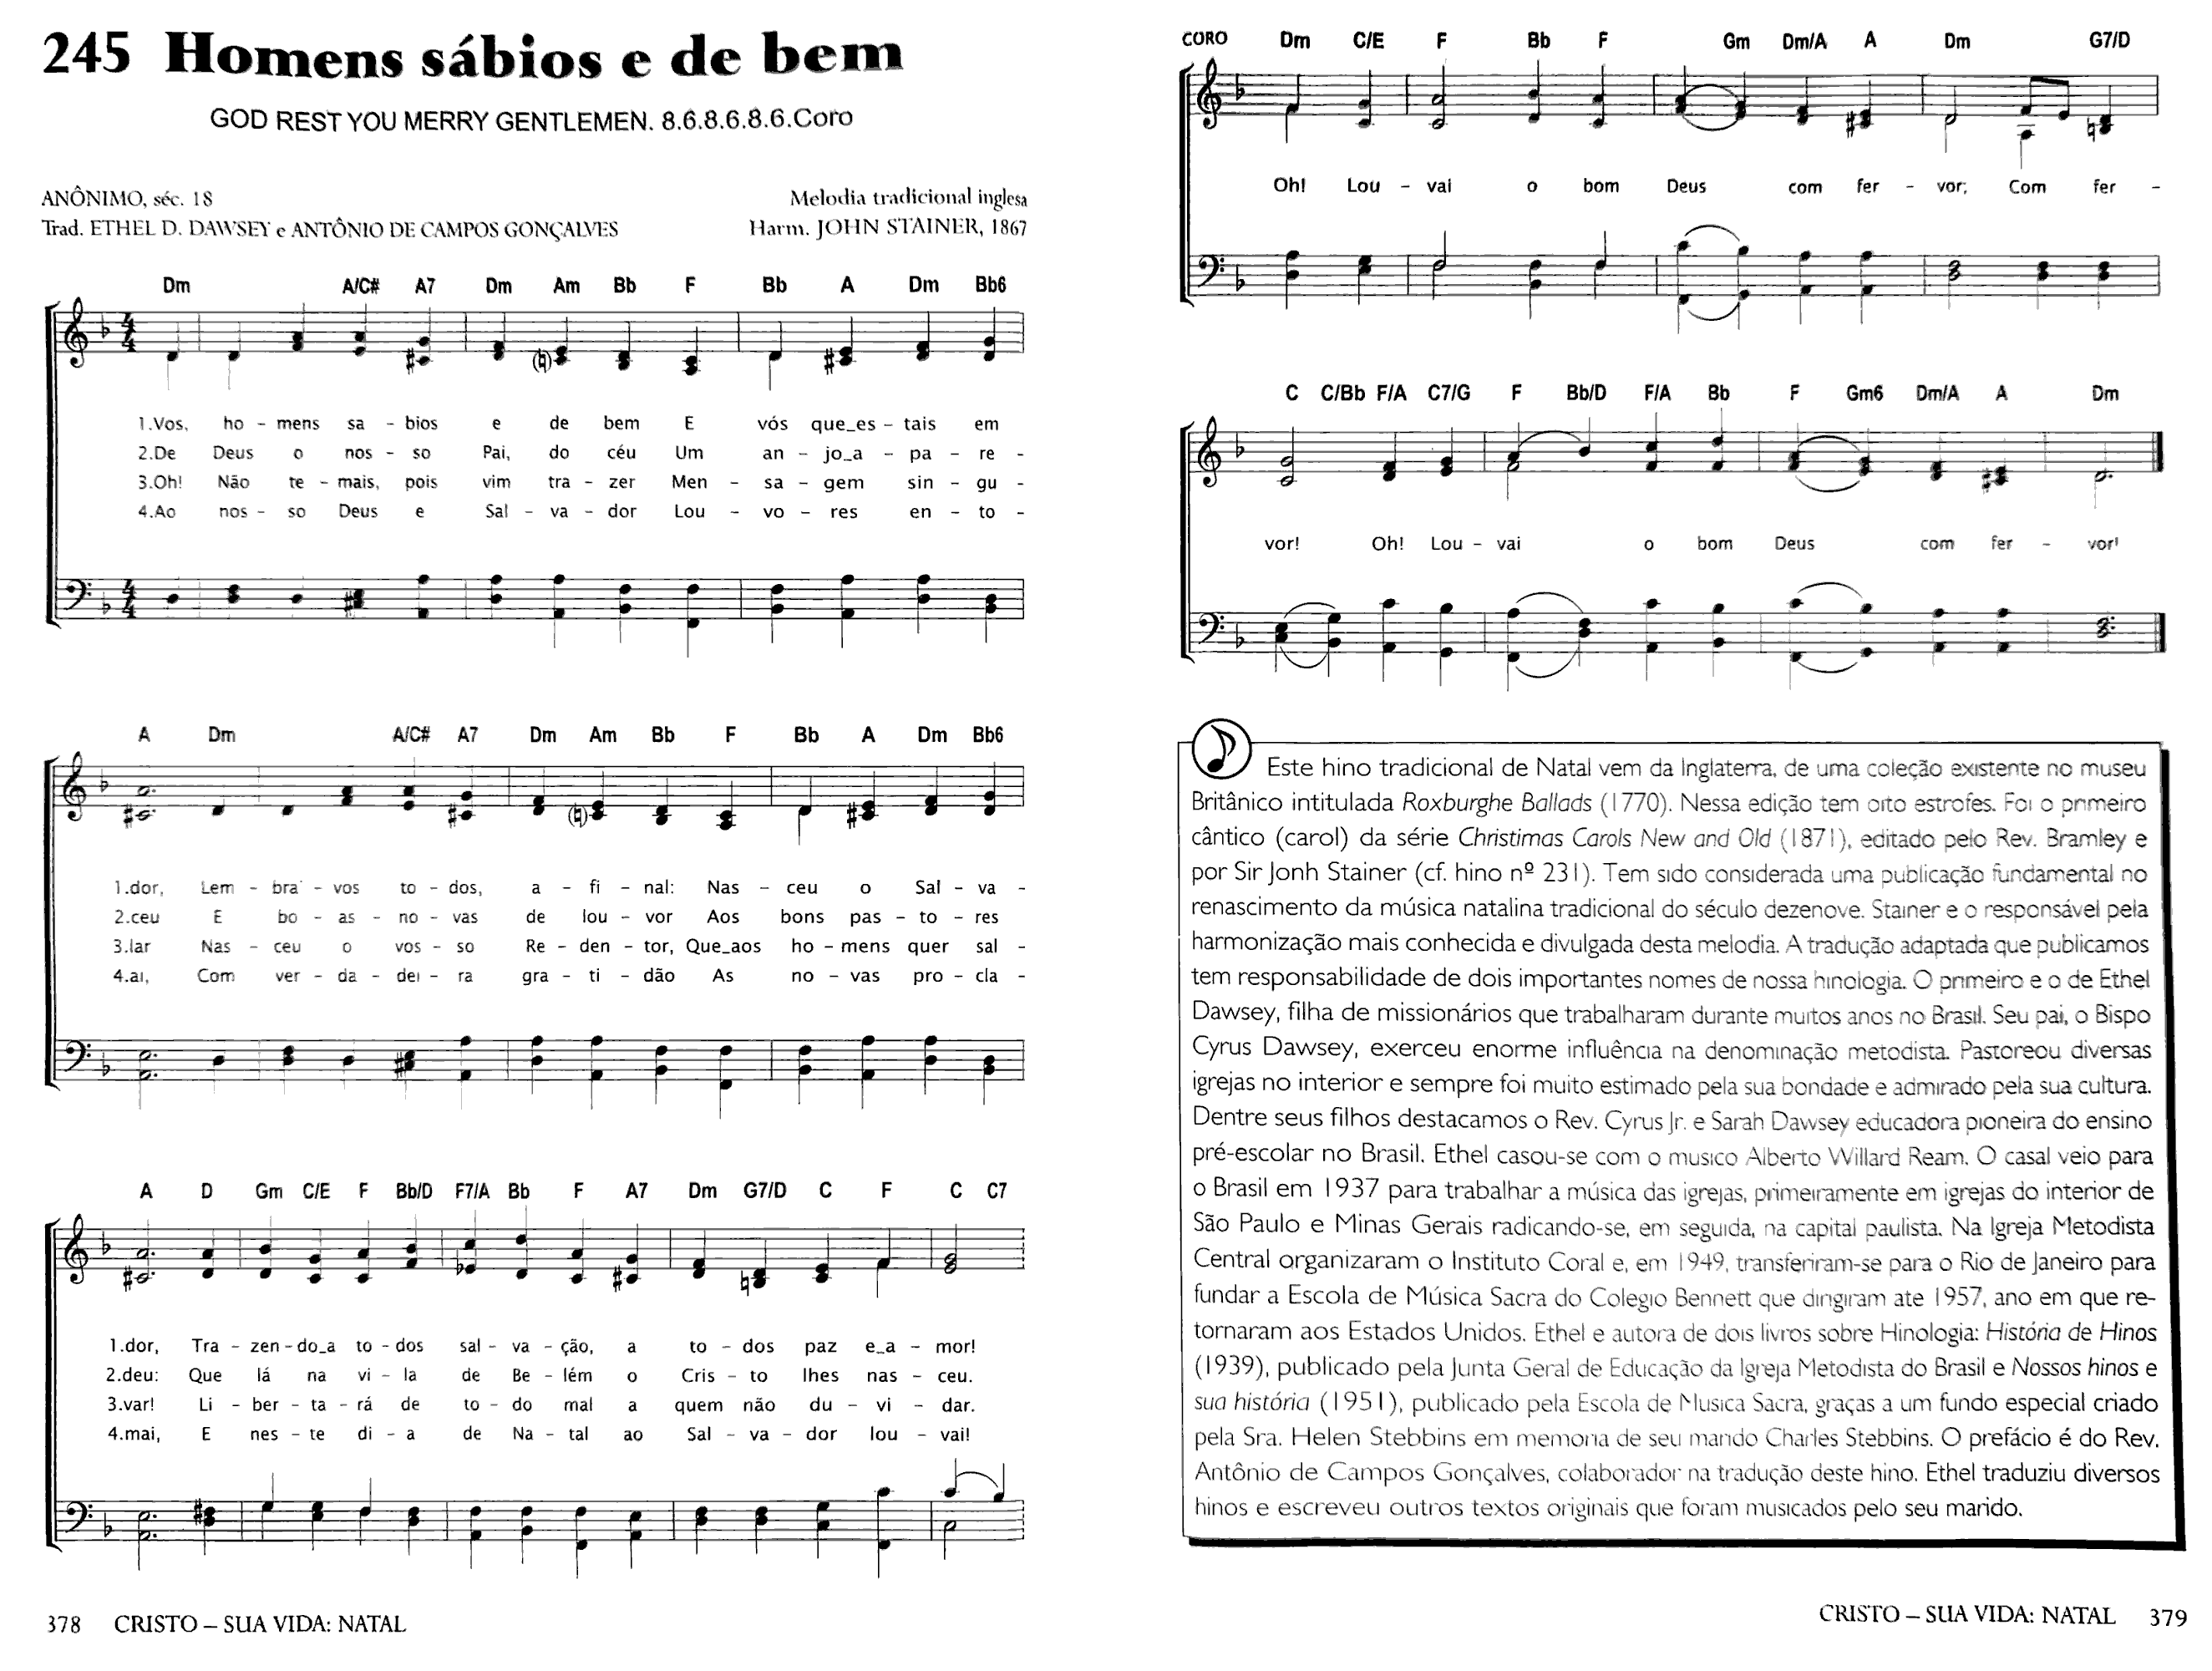 245 Homens sábios e de bem
GOD REST YOU MERRY GENTLEMEN. 8.6.8.6.8.6.Coro
ANÔNIMO, séc. 18
Trad. ETHEL D. DAWSEY e ANTÔNIO DE CAMPOS GONÇALVES
Melodia tradicional inglesa
Harm. JOHN STAINER, 1867
Dm A/C# A7 Dm Am Bb F Bb A Dm Bb6
1.Vos, ho - mens sa - bios e de bem E vós que_es - tais em
2.De Deus o nos - so Pai, do céu Um an - jo_a - pa - re -
3.Oh! Não te - mais, pois vim tra - zer Men - sa - gem sin - gu -
4.Ao nos - so Deus e Sal - va - dor Lou - vo - res en - to -
A Dm A/C# A7 Dm Am Bb F Bb A Dm Bb6
1.dor, Lem - bra - vos to - dos, a - fi - nal: Nas - ceu o Sal - va -
2.ceu E bo - as - no - vas de lou - vor Aos bons pas - to - res
3.lar Nas - ceu o vos - so Re - den - tor, Que_aos ho - mens quer sal -
4.ai, Com ver - da - dei - ra gra - ti - dão As no - vas pro - cla -
A D Gm C/E F Bb/D F7/A Bb F A7 Dm G7/D C F C C7
1.dor, Tra - zen - do_a to - dos sal - va - ção, a to - dos paz e_a - mor!
2.deu: Que lá na vi - la de Be - lém o Cris - to lhes nas - ceu.
3.var! Li - ber - ta - rá de to - do mal a quem não du - vi - dar.
4.mai, E nes - te di - a de Na - tal ao Sal - va - dor lou - vai!
378 CRISTO – SUA VIDA: NATAL
CORO Dm C/E F Bb F Gm Dm/A A Dm G7/D
Oh! Lou - vai o bom Deus com fer - vor; Com fer -
C C/Bb F/A C7/G F Bb/D F/A Bb F Gm6 Dm/A A Dm
vor! Oh! Lou - vai o bom Deus com fer - vor!
Este hino tradicional de Natal vem da Inglaterra, de uma coleção existente no museu
Britânico intitulada Roxburghe Ballads (1770). Nessa edição tem oito estrofes. Foi o primeiro
cântico (carol) da série Christimas Carols New and Old (1871), editado pelo Rev. Bramley e
por Sir Jonh Stainer (cf. hino nº 231). Tem sido considerada uma publicação fundamental no
renascimento da música natalina tradicional do século dezenove. Stainer e o responsável pela
harmonização mais conhecida e divulgada desta melodia. A tradução adaptada que publicamos
tem responsabilidade de dois importantes nomes de nossa hinologia. O primeiro e o de Ethel
Dawsey, filha de missionários que trabalharam durante muitos anos no Brasil. Seu pai, o Bispo
Cyrus Dawsey, exerceu enorme influência na denominação metodista. Pastoreou diversas
igrejas no interior e sempre foi muito estimado pela sua bondade e admirado pela sua cultura.
Dentre seus filhos destacamos o Rev. Cyrus Jr. e Sarah Dawsey educadora pioneira do ensino
pré-escolar no Brasil. Ethel casou-se com o musico Alberto Willard Ream. O casal veio para
o Brasil em 1937 para trabalhar a música das igrejas, primeiramente em igrejas do interior de
São Paulo e Minas Gerais radicando-se, em seguida, na capital paulista. Na Igreja Metodista
Central organizaram o Instituto Coral e, em 1949, transferiram-se para o Rio de Janeiro para
fundar a Escola de Música Sacra do Colegio Bennett que dirigiram ate 1957, ano em que re-
tornaram aos Estados Unidos. Ethel e autora de dois livros sobre Hinologia: História de Hinos
(1939), publicado pela Junta Geral de Educação da Igreja Metodista do Brasil e Nossos hinos e
sua história (1951), publicado pela Escola de Musica Sacra, graças a um fundo especial criado
pela Sra. Helen Stebbins em memoria de seu marido Charles Stebbins. O prefácio é do Rev.
Antônio de Campos Gonçalves, colaborador na tradução deste hino. Ethel traduziu diversos
hinos e escreveu outros textos originais que foram musicados pelo seu marido.
CRISTO – SUA VIDA: NATAL 379